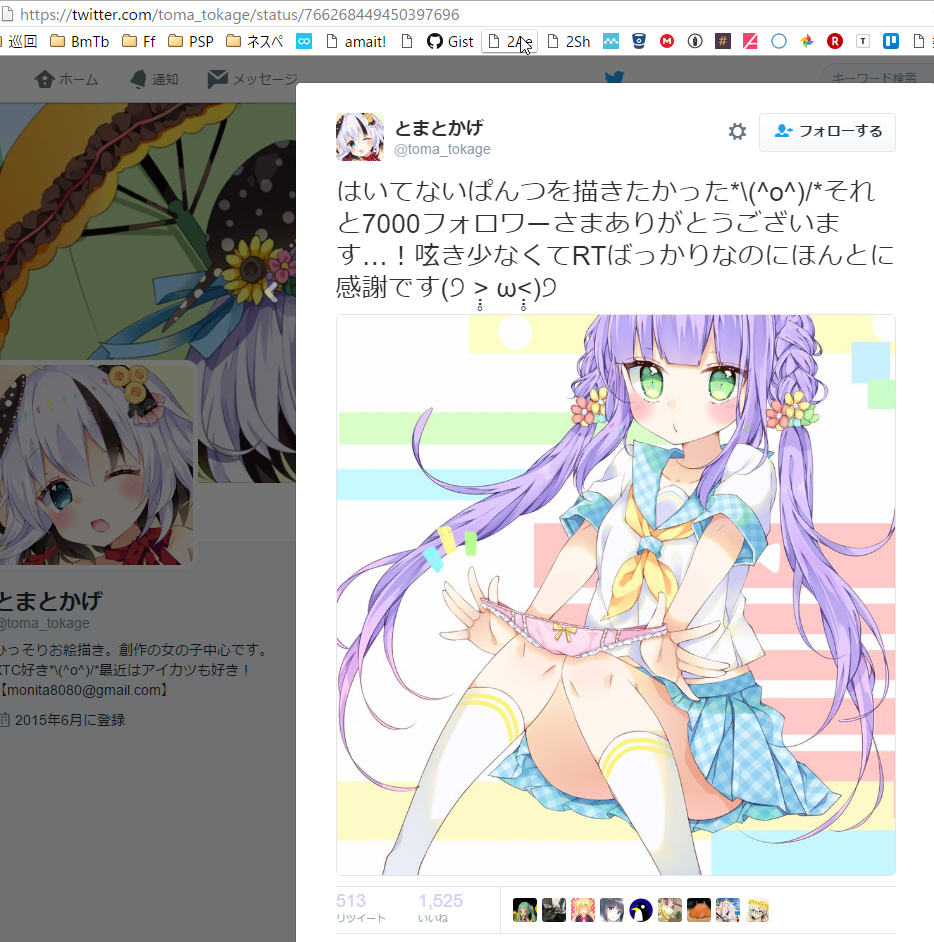 https://twitter.com/toma_tokage/status/766268449450397696
巡回 BmTb Ff PSP ネスペ amait! Gist 2Sh
ホーム 通知 メッセージ キーワード検索
とまとかげ
@toma_tokage
フォローする
はいてないぱんつを描きたかった*\(^o^)/*それ
と7000フォロワーさまありがとうございま
す…！呟き少なくてRTばっかりなのにほんとに
感謝です(੭ ˃̣̣̥ ω˂̣̣̥)੭
とまとかげ
@toma_tokage
ひっそりお絵描き。創作の女の子中心です。
KTC好き*\(^o^)/*最近はアイカツも好き！
【monita8080@gmail.com】
2015年6月に登録
513
リツイート
1,525
いいね